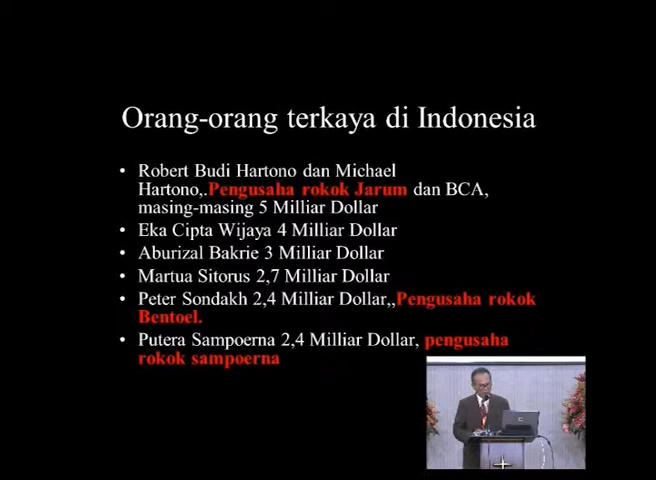 Orang-orang terkaya di Indonesia
• Robert Budi Hartono dan Michael
Hartono,.Pengusaha rokok Jarum dan BCA,
masing-masing 5 Milliar Dollar
• Eka Cipta Wijaya 4 Milliar Dollar
• Aburizal Bakrie 3 Milliar Dollar
• Martua Sitorus 2,7 Milliar Dollar
• Peter Sondakh 2,4 Milliar Dollar,,Pengusaha rokok
Bentoel.
• Putera Sampoerna 2,4 Milliar Dollar, pengusaha
rokok sampoerna